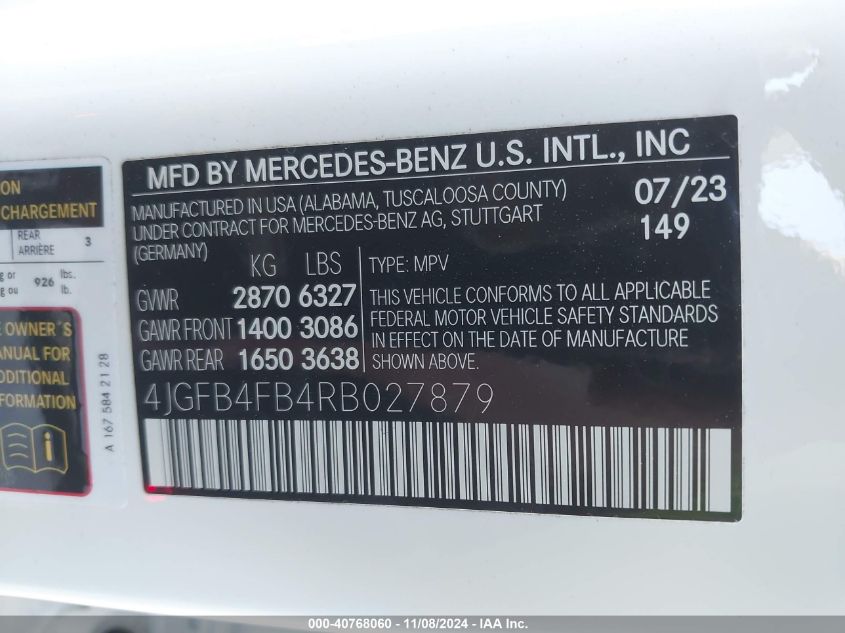 ION
CHARGEMENT
REAR
ARRIÈRE 3
g or 926 lbs.
g ou lb.
E OWNER´S
ANUAL FOR
DDITIONAL
FORMATION
A 167 584 21 28
MFD BY MERCEDES-BENZ U.S. INTL., INC
MANUFACTURED IN USA (ALABAMA, TUSCALOOSA COUNTY) 07/23
UNDER CONTRACT FOR MERCEDES-BENZ AG, STUTTGART 149
(GERMANY)
KG LBS TYPE: MPV
GVWR 2870 6327 THIS VEHICLE CONFORMS TO ALL APPLICABLE
GAWR FRONT 1400 3086 FEDERAL MOTOR VEHICLE SAFETY STANDARDS
IN EFFECT ON THE DATE OF MANUFACTURE
GAWR REAR 1650 3638 SHOWN ABOVE.
4JGFB4FB4RB027879
000-40768060 - 11/08/2024 - IAA Inc.